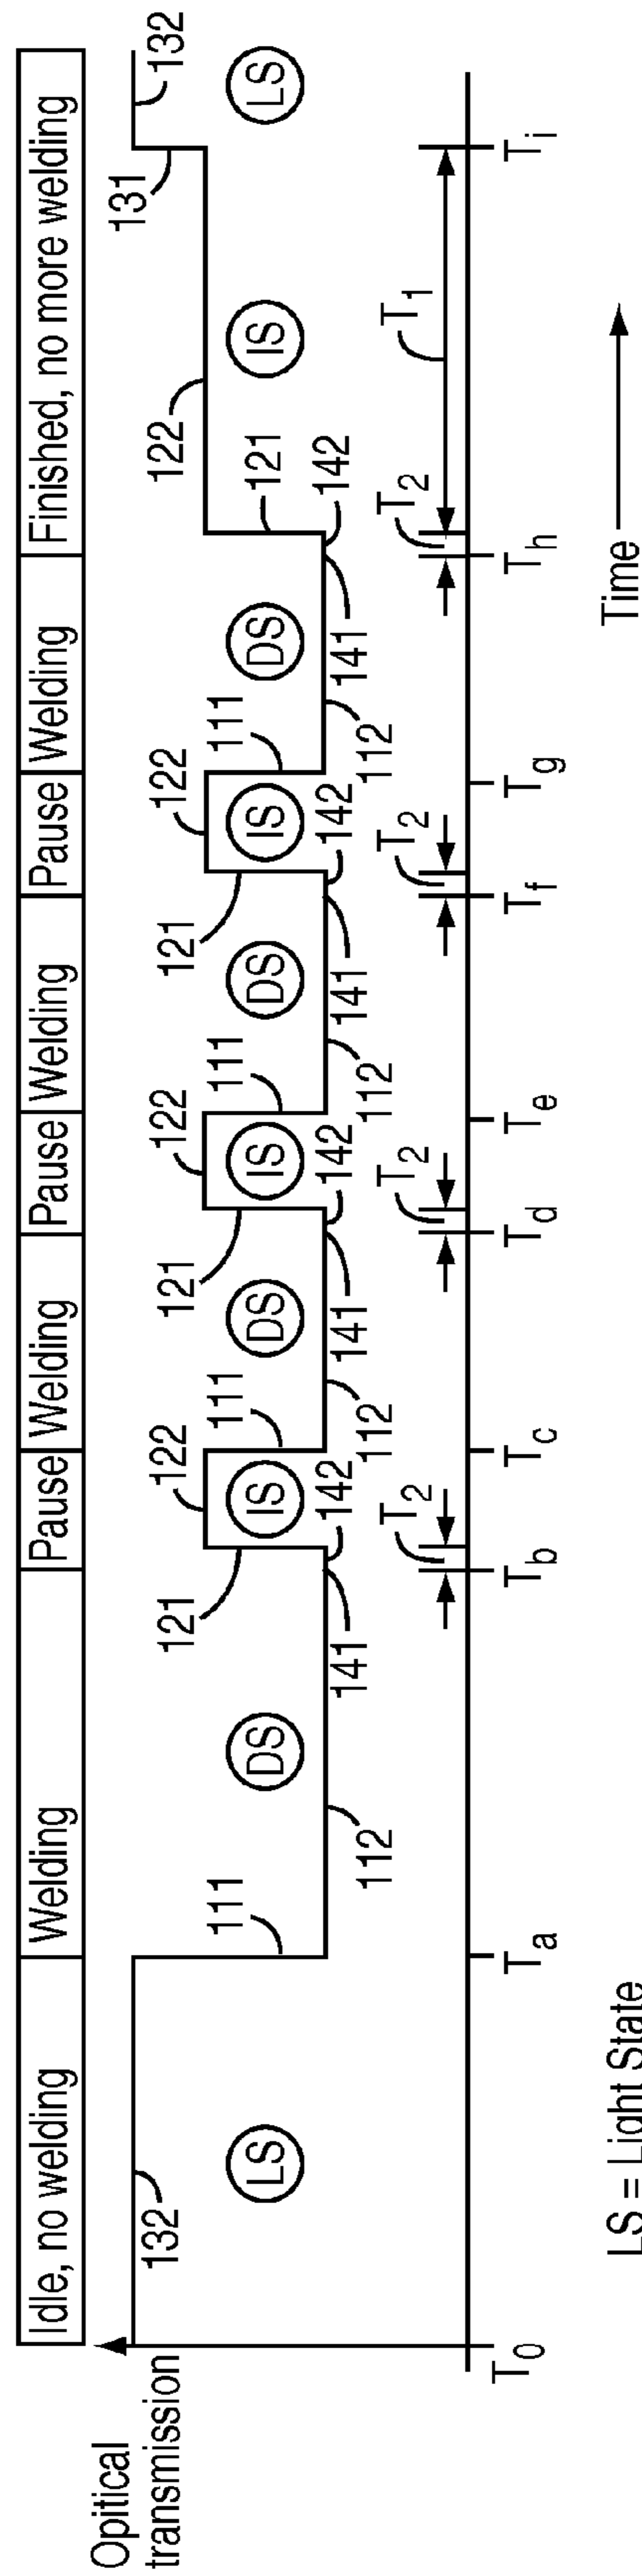 Idle, no welding
Welding
Pause
Welding
Pause
Welding
Pause
Welding
Finished, no more welding
Opitical
transmission
132
LS
111
DS
112
141
142
121
122
IS
111
DS
112
141
142
121
122
IS
111
DS
112
141
142
121
122
IS
111
DS
112
141
142
121
122
IS
131
132
LS
T2
T2
T2
T2
T1
T0
Ta
Tb
Tc
Td
Te
Tf
Tg
Th
Ti
Time
LS = Light State